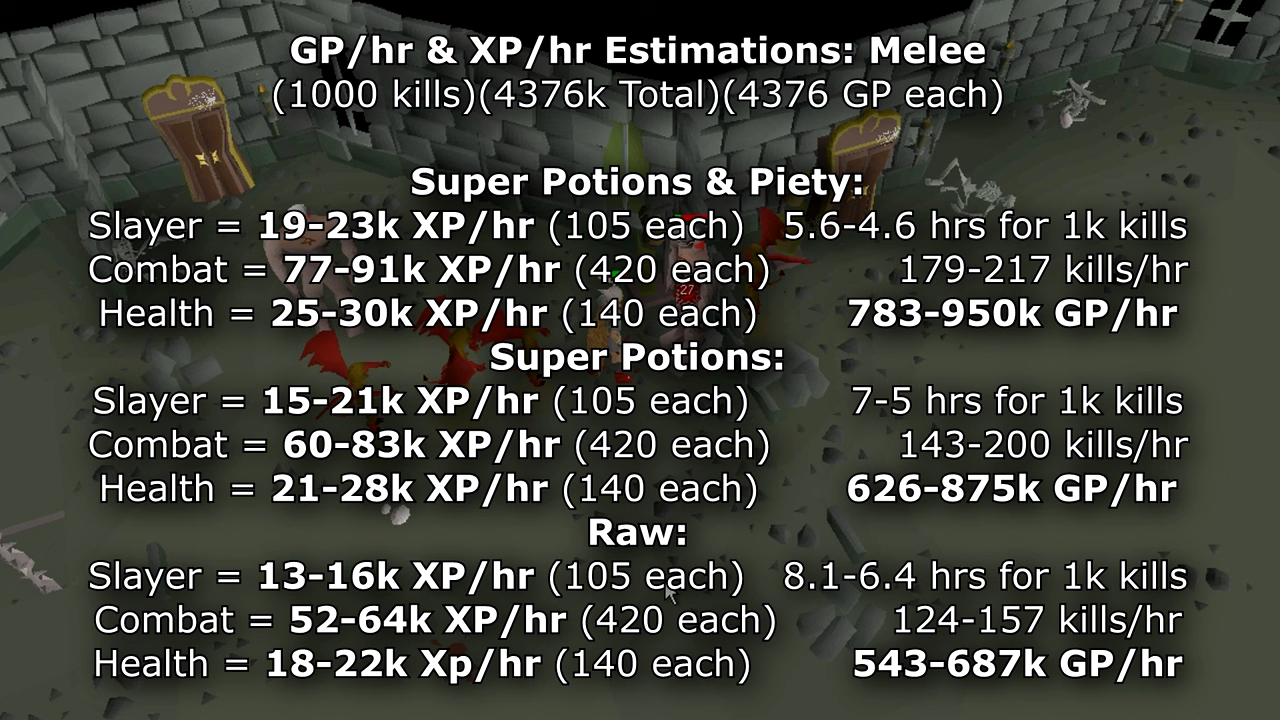 GP/hr & XP/hr Estimations: Melee
(1000 kills)(4376k Total)(4376 GP each)
Super Potions & Piety:
Slayer = 19-23k XP/hr (105 each) 5.6-4.6 hrs for 1k kills
Combat = 77-91k XP/hr (420 each) 179-217 kills/hr
27
Health = 25-30k XP/hr (140 each) 783-950k GP/hr
Super Potions:
Slayer = 15-21k XP/hr (105 each) 7-5 hrs for 1k kills
Combat = 60-83k XP/hr (420 each) 143-200 kills/hr
Health = 21-28k XP/hr (140 each) 626-875k GP/hr
Raw:
Slayer = 13-16k XP/hr (105 each) 8.1-6.4 hrs for 1k kills
Combat = 52-64k XP/hr (420 each) 124-157 kills/hr
Health = 18-22k Xp/hr (140 each) 543-687k GP/hr